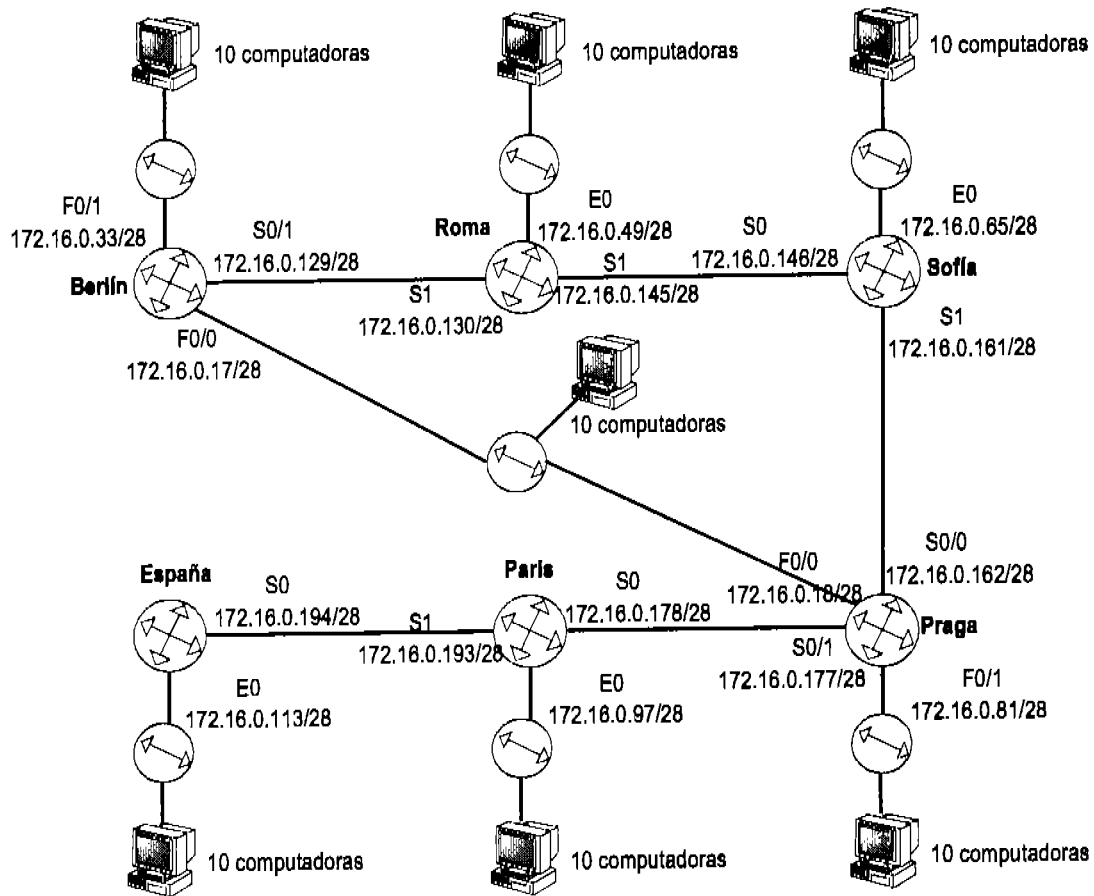 10 computadoras
10 computadoras
10 computadoras
F0/1
172.16.0.33/28
Berlín
S0/1
172.16.0.129/28
F0/0
172.16.0.17/28
Roma
E0
172.16.0.49/28
S1
172.16.0.130/28
S1
172.16.0.145/28
S0
172.16.0.146/28
E0
172.16.0.65/28
Sofía
S1
172.16.0.161/28
10 computadoras
España
S0
172.16.0.194/28
S1
172.16.0.193/28
E0
172.16.0.113/28
París
S0
172.16.0.178/28
E0
172.16.0.97/28
F0/0
172.16.0.18/28
S0/0
172.16.0.162/28
Praga
S0/1
172.16.0.177/28
F0/1
172.16.0.81/28
10 computadoras
10 computadoras
10 computadoras